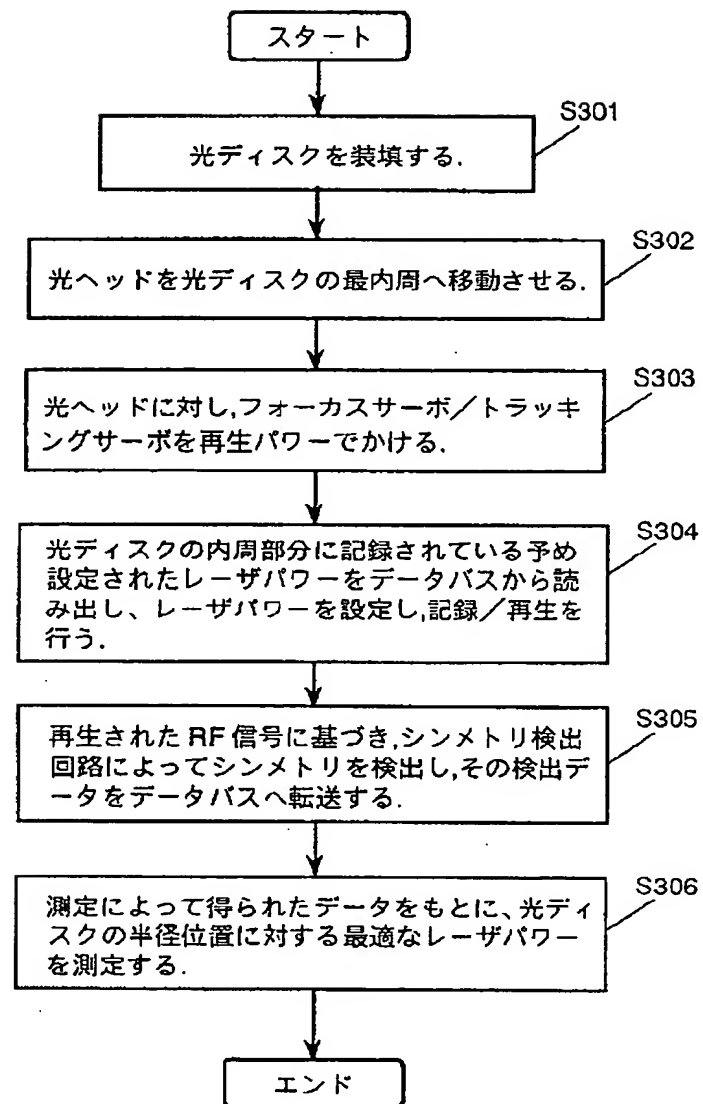 スタート
S301
光ディスクを装填する.
S302
光ヘッドを光ディスクの最内周へ移動させる.
S303
光ヘッドに対し,フォーカスサーボ／トラッキ
ングサーボを再生パワーでかける.
S304
光ディスクの内周部分に記録されている予め
設定されたレーザパワーをデータバスから読
み出し、レーザパワーを設定し,記録／再生を
行う.
S305
再生されたRF信号に基づき,シンメトリ検出
回路によってシンメトリを検出し,その検出デ
ータをデータバスへ転送する.
S306
測定によって得られたデータをもとに、光ディ
スクの半径位置に対する最適なレーザパワー
を測定する.
エンド